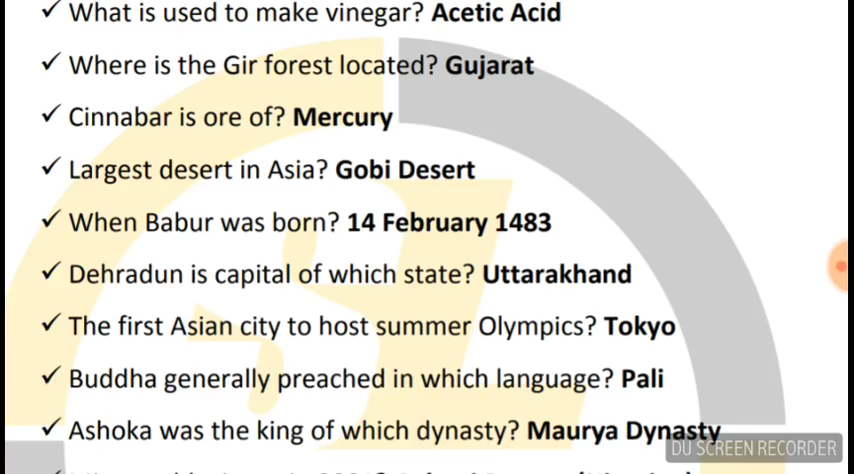 ✓ What is used to make vinegar? Acetic Acid
✓ Where is the Gir forest located? Gujarat
✓ Cinnabar is ore of? Mercury
✓ Largest desert in Asia? Gobi Desert
✓ When Babur was born? 14 February 1483
✓ Dehradun is capital of which state? Uttarakhand
✓ The first Asian city to host summer Olympics? Tokyo
✓ Buddha generally preached in which language? Pali
✓ Ashoka was the king of which dynasty? Maurya Dynasty
DU SCREEN RECORDER